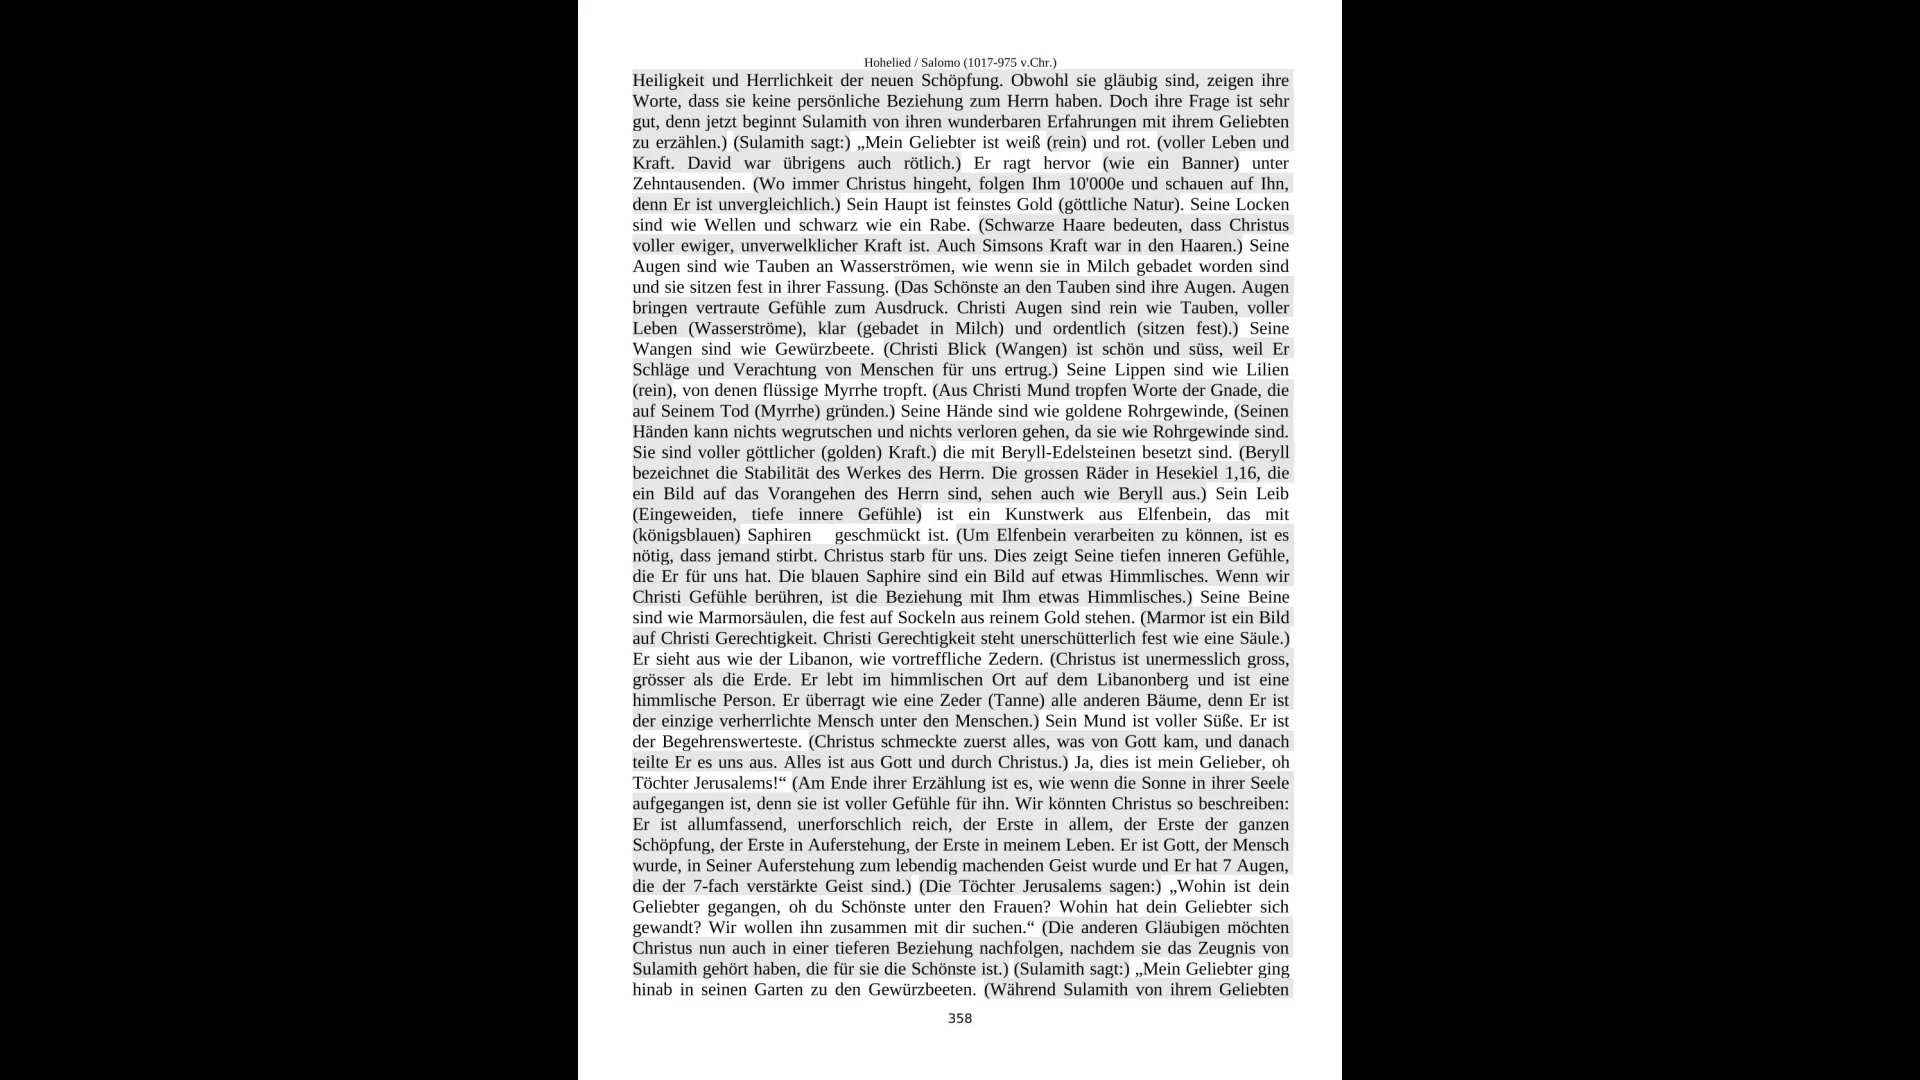 Hohelied / Salomo (1017-975 v.Chr.)
Heiligkeit und Herrlichkeit der neuen Schöpfung. Obwohl sie gläubig sind, zeigen ihre
Worte, dass sie keine persönliche Beziehung zum Herrn haben. Doch ihre Frage ist sehr
gut, denn jetzt beginnt Sulamith von ihren wunderbaren Erfahrungen mit ihrem Geliebten
zu erzählen.) (Sulamith sagt:) „Mein Geliebter ist weiß (rein) und rot. (voller Leben und
Kraft. David war übrigens auch rötlich.) Er ragt hervor (wie ein Banner) unter
Zehntausenden. (Wo immer Christus hingeht, folgen Ihm 10'000e und schauen auf Ihn,
denn Er ist unvergleichlich.) Sein Haupt ist feinstes Gold (göttliche Natur). Seine Locken
sind wie Wellen und schwarz wie ein Rabe. (Schwarze Haare bedeuten, dass Christus
voller ewiger, unverwelklicher Kraft ist. Auch Simsons Kraft war in den Haaren.) Seine
Augen sind wie Tauben an Wasserströmen, wie wenn sie in Milch gebadet worden sind
und sie sitzen fest in ihrer Fassung. (Das Schönste an den Tauben sind ihre Augen. Augen
bringen vertraute Gefühle zum Ausdruck. Christi Augen sind rein wie Tauben, voller
Leben (Wasserströme), klar (gebadet in Milch) und ordentlich (sitzen fest).) Seine
Wangen sind wie Gewürzbeete. (Christi Blick (Wangen) ist schön und süss, weil Er
Schläge und Verachtung von Menschen für uns ertrug.) Seine Lippen sind wie Lilien
(rein), von denen flüssige Myrrhe tropft. (Aus Christi Mund tropfen Worte der Gnade, die
auf Seinem Tod (Myrrhe) gründen.) Seine Hände sind wie goldene Rohrgewinde, (Seinen
Händen kann nichts wegrutschen und nichts verloren gehen, da sie wie Rohrgewinde sind.
Sie sind voller göttlicher (golden) Kraft.) die mit Beryll-Edelsteinen besetzt sind. (Beryll
bezeichnet die Stabilität des Werkes des Herrn. Die grossen Räder in Hesekiel 1,16, die
ein Bild auf das Vorangehen des Herrn sind, sehen auch wie Beryll aus.) Sein Leib
(Eingeweiden, tiefe innere Gefühle) ist ein Kunstwerk aus Elfenbein, das mit
(königsblauen) Saphiren geschmückt ist. (Um Elfenbein verarbeiten zu können, ist es
nötig, dass jemand stirbt. Christus starb für uns. Dies zeigt Seine tiefen inneren Gefühle,
die Er für uns hat. Die blauen Saphire sind ein Bild auf etwas Himmlisches. Wenn wir
Christi Gefühle berühren, ist die Beziehung mit Ihm etwas Himmlisches.) Seine Beine
sind wie Marmorsäulen, die fest auf Sockeln aus reinem Gold stehen. (Marmor ist ein Bild
auf Christi Gerechtigkeit. Christi Gerechtigkeit steht unerschütterlich fest wie eine Säule.)
Er sieht aus wie der Libanon, wie vortreffliche Zedern. (Christus ist unermesslich gross,
grösser als die Erde. Er lebt im himmlischen Ort auf dem Libanonberg und ist eine
himmlische Person. Er überragt wie eine Zeder (Tanne) alle anderen Bäume, denn Er ist
der einzige verherrlichte Mensch unter den Menschen.) Sein Mund ist voller Süße. Er ist
der Begehrenswerteste. (Christus schmeckte zuerst alles, was von Gott kam, und danach
teilte Er es uns aus. Alles ist aus Gott und durch Christus.) Ja, dies ist mein Gelieber, oh
Töchter Jerusalems!“ (Am Ende ihrer Erzählung ist es, wie wenn die Sonne in ihrer Seele
aufgegangen ist, denn sie ist voller Gefühle für ihn. Wir könnten Christus so beschreiben:
Er ist allumfassend, unerforschlich reich, der Erste in allem, der Erste der ganzen
Schöpfung, der Erste in Auferstehung, der Erste in meinem Leben. Er ist Gott, der Mensch
wurde, in Seiner Auferstehung zum lebendig machenden Geist wurde und Er hat 7 Augen,
die der 7-fach verstärkte Geist sind.) (Die Töchter Jerusalems sagen:) „Wohin ist dein
Geliebter gegangen, oh du Schönste unter den Frauen? Wohin hat dein Geliebter sich
gewandt? Wir wollen ihn zusammen mit dir suchen.“ (Die anderen Gläubigen möchten
Christus nun auch in einer tieferen Beziehung nachfolgen, nachdem sie das Zeugnis von
Sulamith gehört haben, die für sie die Schönste ist.) (Sulamith sagt:) „Mein Geliebter ging
hinab in seinen Garten zu den Gewürzbeeten. (Während Sulamith von ihrem Geliebten
358